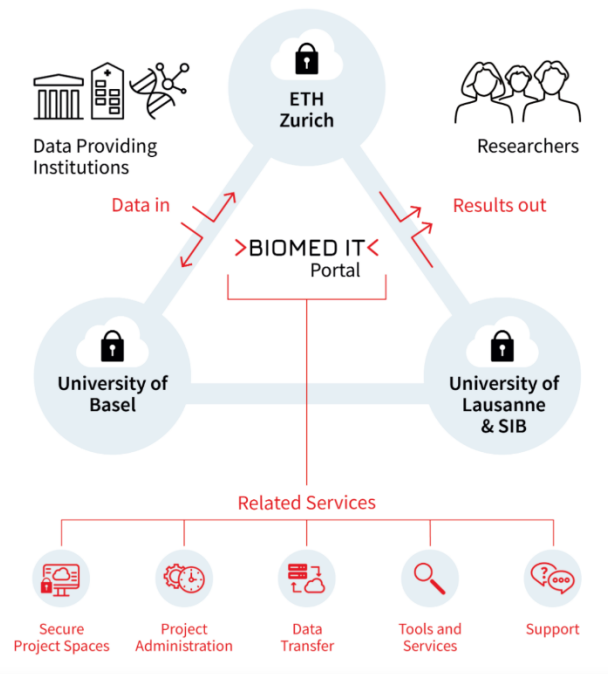 ETH
Zurich
Data Providing
Institutions
Researchers
Data in
Results out
>BIOMED IT<
Portal
University of
Basel
University of
Lausanne
& SIB
Related Services
Secure
Project Spaces
Project
Administration
Data
Transfer
Tools and
Services
Support